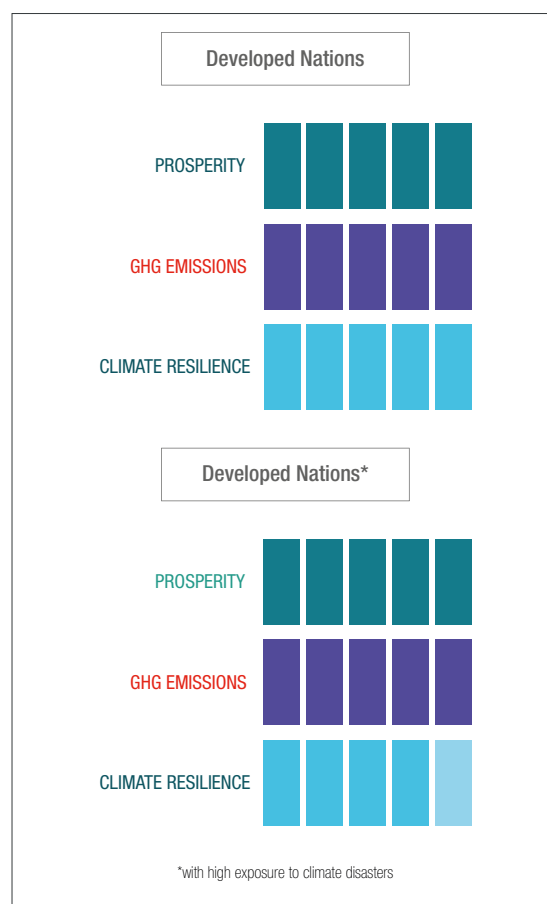 Developed Nations
PROSPERITY
GHG EMISSIONS
CLIMATE RESILIENCE
Developed Nations*
PROSPERITY
GHG EMISSIONS
CLIMATE RESILIENCE
*with high exposure to climate disasters